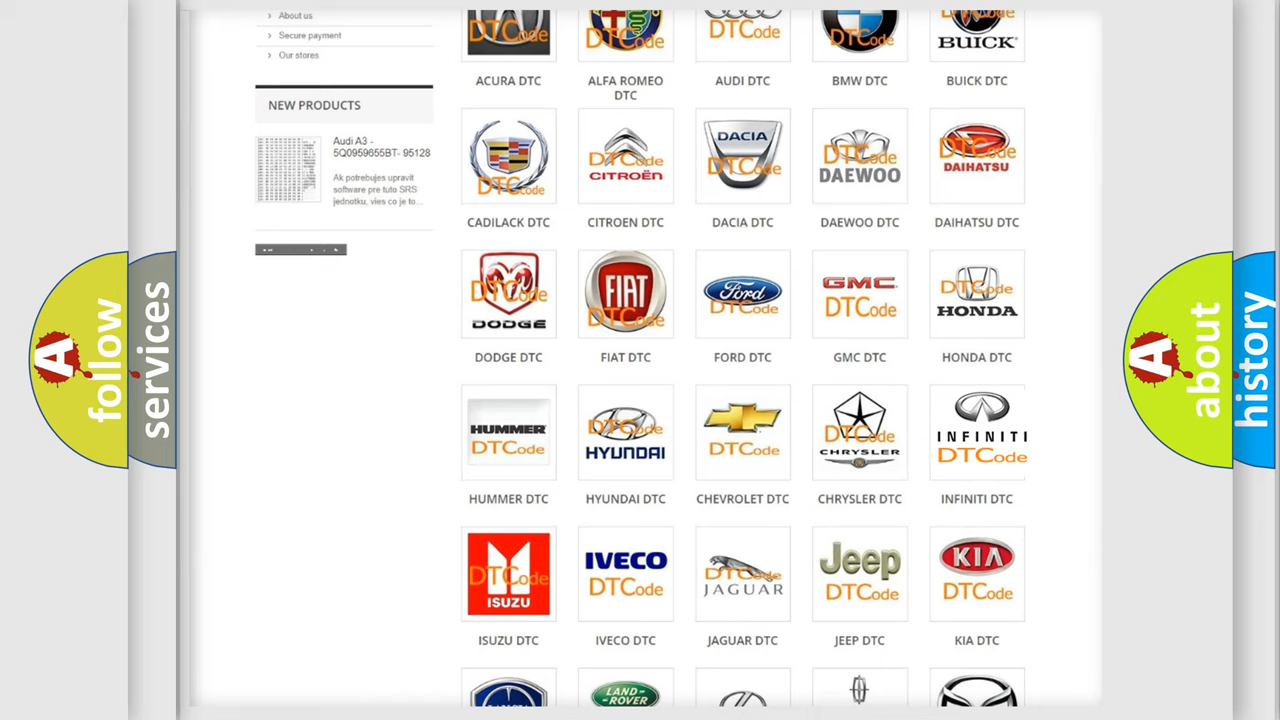 About us
Secure payment
Our stores
NEW PRODUCTS
Audi A3 -
5Q0959655BT- 95128
Ak potrebujes upravit
software pre tuto SRS
jednotku, vies co je to...
DTCode
DTCode
DTCode
DTCode
BUICK
ACURA DTC
ALFA ROMEO
DTC
AUDI DTC
BMW DTC
BUICK DTC
DTCode
DTCode
CITROËN
DACIA
DTCode
DTCode
DAEWOO
DTCode
DAIHATSU
CADILACK DTC
CITROEN DTC
DACIA DTC
DAEWOO DTC
DAIHATSU DTC
DTCode
DODGE
FIAT
DTCode
Ford
DTCode
GMC
DTCode
DTCode
HONDA
DODGE DTC
FIAT DTC
FORD DTC
GMC DTC
HONDA DTC
HUMMER
DTCode
DTCode
HYUNDAI
DTCode
DTCode
CHRYSLER
INFINITI
DTCode
HUMMER DTC
HYUNDAI DTC
CHEVROLET DTC
CHRYSLER DTC
INFINITI DTC
DTCode
ISUZU
IVECO
DTCode
DTCode
JAGUAR
Jeep
DTCode
KIA
DTCode
ISUZU DTC
IVECO DTC
JAGUAR DTC
JEEP DTC
KIA DTC
LAND-
ROVER
A
follow
services
A
about
history